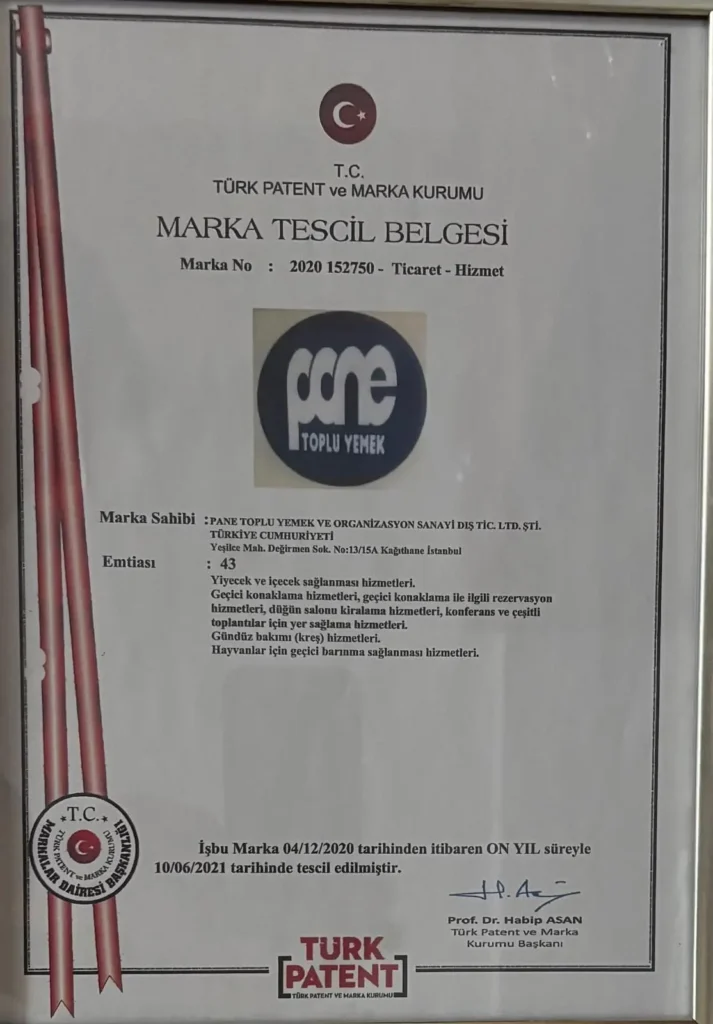 T.C.
TÜRK PATENT ve MARKA KURUMU
MARKA TESCİL BELGESİ
Marka No : 2020 152750 - Ticaret - Hizmet
pane
TOPLU YEMEK
Marka Sahibi : PANE TOPLU YEMEK VE ORGANİZASYON SANAYİ DIŞ TİC. LTD. ŞTİ.
TÜRKİYE CUMHURİYETİ
Yeşilce Mah. Değirmen Sok. No:13/15A Kağıthane İstanbul
Emtiası : 43
Yiyecek ve içecek sağlanması hizmetleri.
Geçici konaklama hizmetleri, geçici konaklama ile ilgili rezervasyon
hizmetleri, düğün salonu kiralama hizmetleri, konferans ve çeşitli
toplantılar için yer sağlama hizmetleri.
Gündüz bakımı (kreş) hizmetleri.
Hayvanlar için geçici barınma sağlanması hizmetleri.
T.C.
TÜRK PATENT ve MARKA KURUMU
MARKALAR DAİRESİ BAŞKANLIĞI
İşbu Marka 04/12/2020 tarihinden itibaren ON YIL süreyle
10/06/2021 tarihinde tescil edilmiştir.
H. A
Prof. Dr. Habip ASAN
Türk Patent ve Marka
Kurumu Başkanı
TÜRK
PATENT
TÜRK PATENT VE MARKA KURUMU